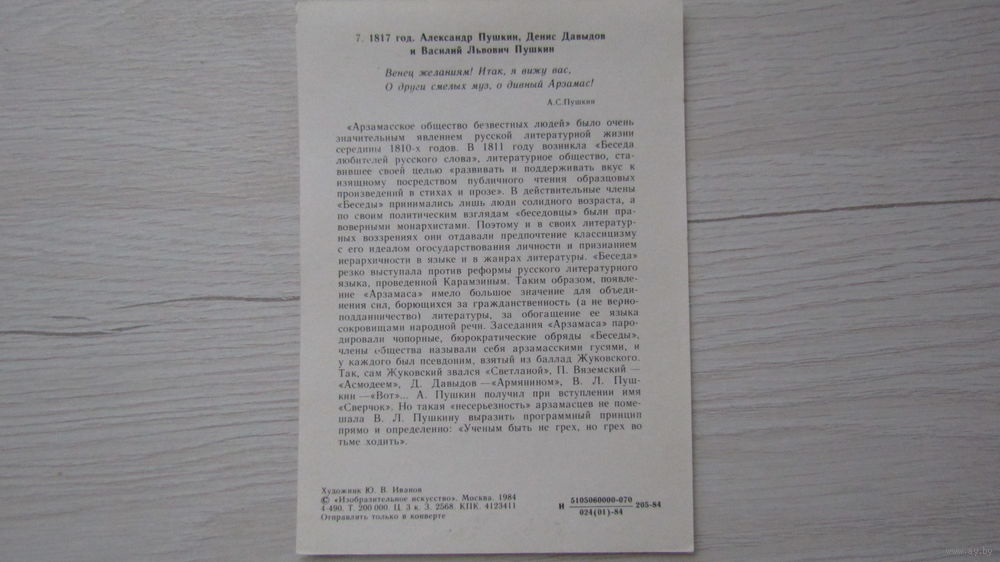 7. 1817 год. Александр Пушкин, Денис Давыдов
и Василий Львович Пушкин
Венец желаниям! Итак, я вижу вас,
О други смелых муз, о дивный Арзамас!
А.С.Пушкин
«Арзамасское общество безвестных людей» было очень
значительным явлением русской литературной жизни
середины 1810-х годов. В 1811 году возникла «Беседа
любителей русского слова», литературное общество, ста-
вившее своей целью «развивать и поддерживать вкус к
изящному посредством публичного чтения образцовых
произведений в стихах и прозе». В действительные члены
«Беседы» принимались лишь люди солидного возраста, а
по своим политическим взглядам «беседовцы» были пра-
воверными монархистами. Поэтому и в своих литератур-
ных воззрениях они отдавали предпочтение классицизму
с его идеалом огосударствования личности и признанием
иерархичности в языке и в жанрах литературы. «Беседа»
резко выступала против реформы русского литературного
языка, проведенной Карамзиным. Таким образом, появле-
ние «Арзамаса» имело большое значение для объеди-
нения сил, борющихся за гражданственность (а не верно-
подданничество) литературы, за обогащение ее языка
сокровищами народной речи. Заседания «Арзамаса» паро-
дировали чопорные, бюрократические обряды «Беседы»,
члены общества называли себя арзамасскими гусями, и
у каждого был псевдоним, взятый из баллад Жуковского.
Так, сам Жуковский звался «Светланой», П. Вяземский —
«Асмодеем», Д. Давыдов —«Армянином», В. Л. Пуш-
кин —«Вот»... А. Пушкин получил при вступлении имя
«Сверчок». Но такая «несерьезность» арзамасцев не поме-
шала В. Л. Пушкину выразить программный принцип
прямо и определенно: «Ученым быть не грех, но грех во
тьме ходить».
Художник Ю. В. Иванов
© «Изобразительное искусство». Москва. 1984
4-490. Т. 200 000. Ц. 3 к. З. 2568. КПК. 4123411
Отправлять только в конверте
И 5105060000-070 205-84
024(01)-84
www.ay.by